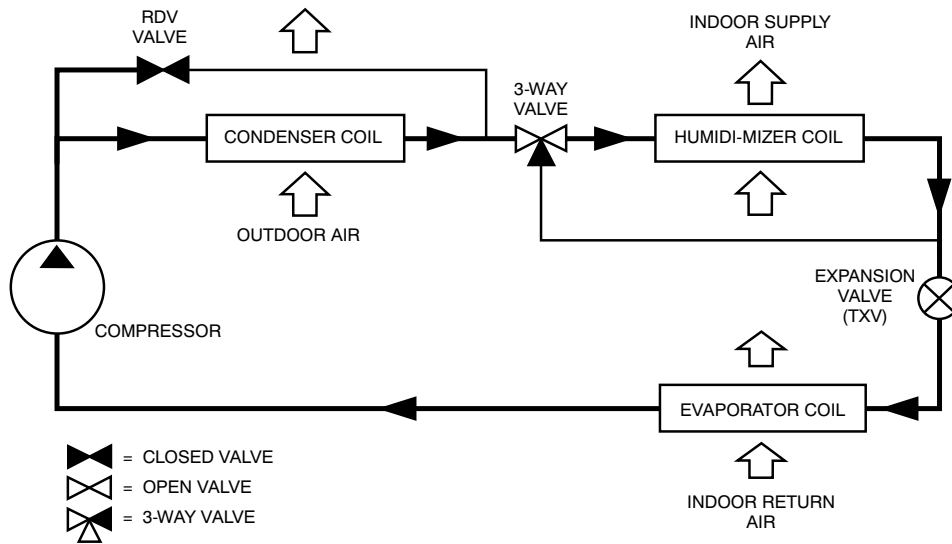 RDV
VALVE
INDOOR SUPPLY
AIR
3-WAY
VALVE
CONDENSER COIL
HUMIDI-MIZER COIL
OUTDOOR AIR
EXPANSION
VALVE
(TXV)
COMPRESSOR
EVAPORATOR COIL
= CLOSED VALVE
= OPEN VALVE
= 3-WAY VALVE
INDOOR RETURN
AIR